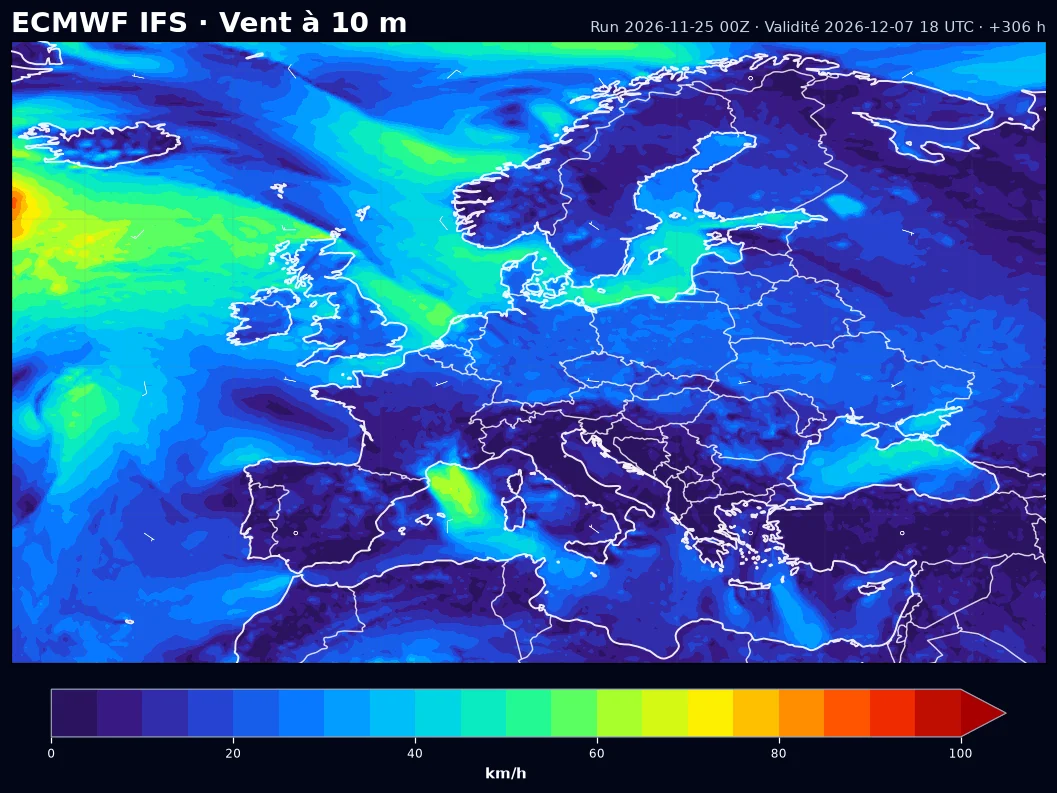 ECMWF IFS · Vent à 10 m
Run 2026-11-25 00Z · Validité 2026-12-07 18 UTC · +306 h
0 20 40 60 80 100
km/h